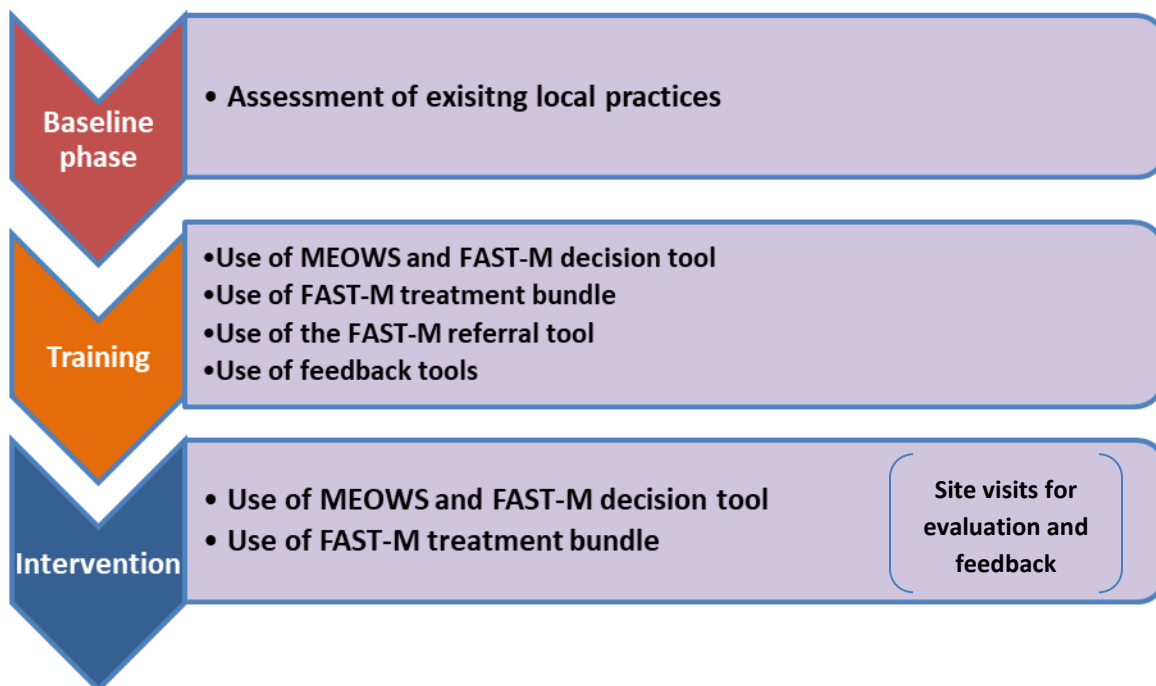 Baseline
phase
• Assessment of exisitng local practices
Training
•Use of MEOWS and FAST-M decision tool
•Use of FAST-M treatment bundle
•Use of the FAST-M referral tool
•Use of feedback tools
Intervention
• Use of MEOWS and FAST-M decision tool
• Use of FAST-M treatment bundle
Site visits for
evaluation and
feedback